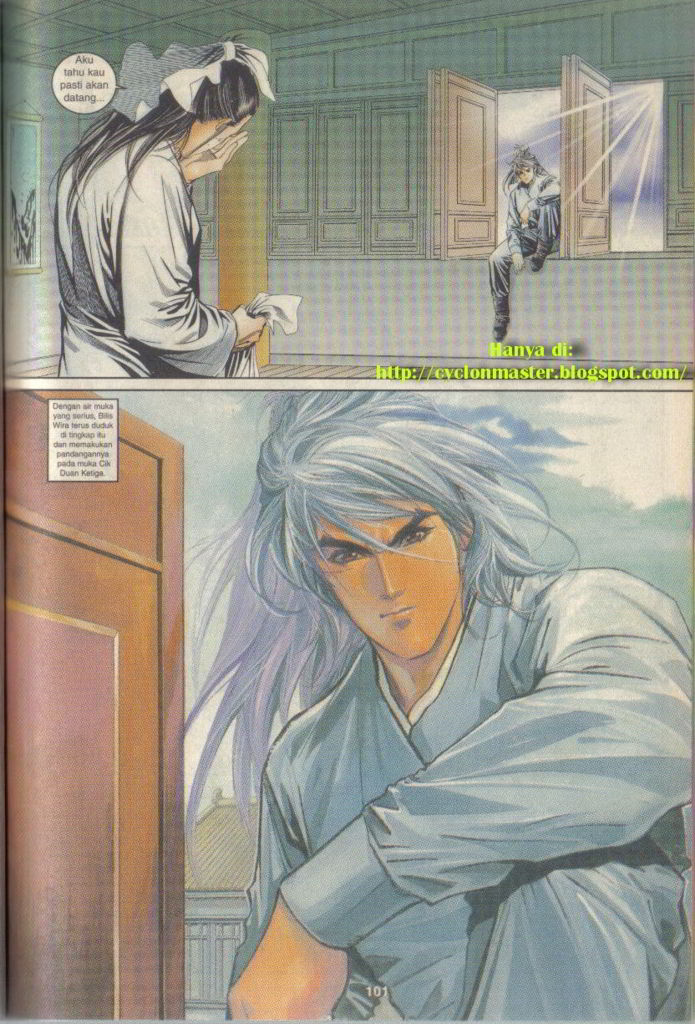 Aku
tahu kau
pasti akan
datang...
Hanya di:
http://cyclonmaster.blogspot.com/
Dengan air muka
yang serius, Bilis
Wira terus duduk
di tingkap itu
dan memakukan
pandangannya
pada muka Cik
Duan Ketiga.
101